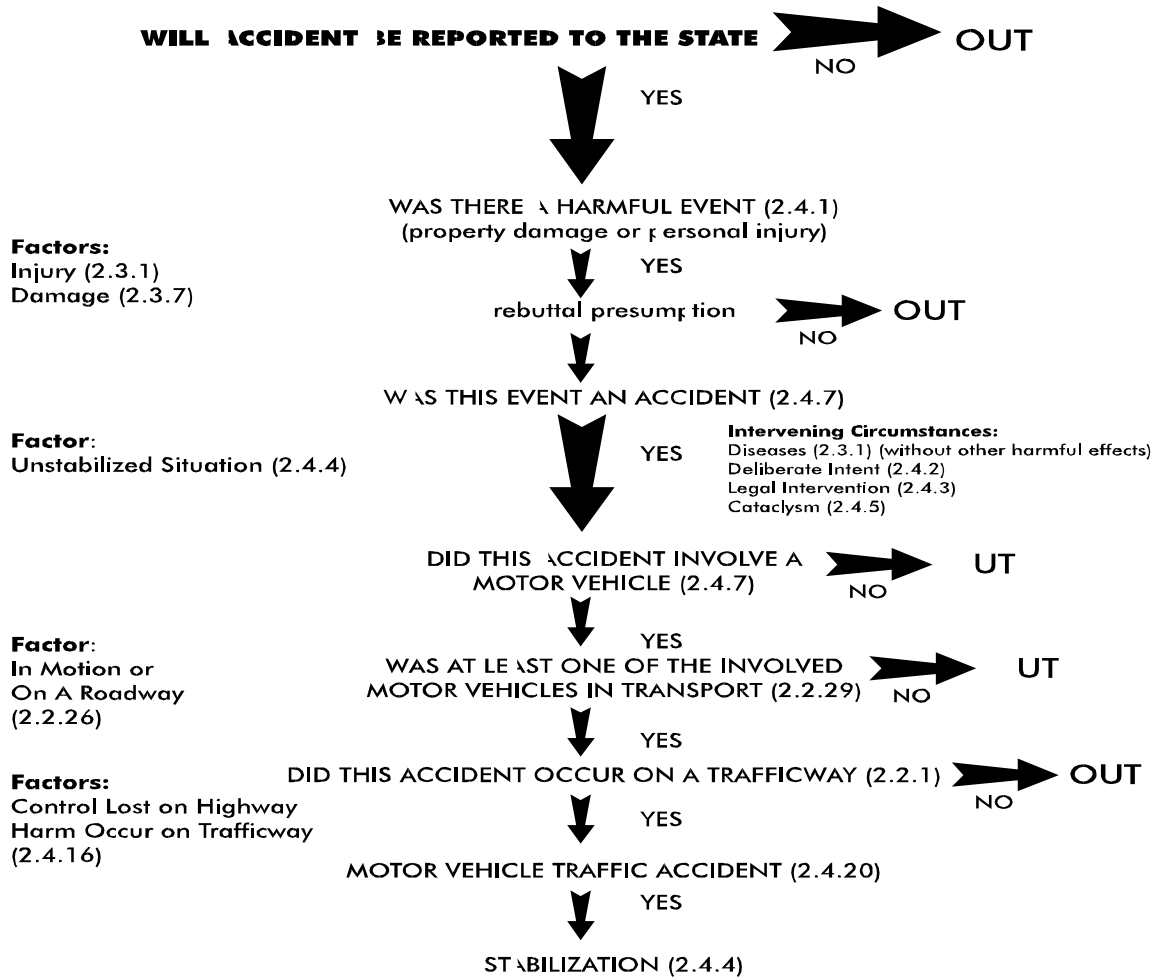 WILL ACCIDENT BE REPORTED TO THE STATE
OUT
NO
YES
WAS THERE A HARMFUL EVENT (2.4.1)
(property damage or personal injury)
Factors:
Injury (2.3.1)
Damage (2.3.7)
YES
rebuttal presumption
OUT
NO
WAS THIS EVENT AN ACCIDENT (2.4.7)
Factor:
Unstabilized Situation (2.4.4)
YES
Intervening Circumstances:
Diseases (2.3.1) (without other harmful effects)
Deliberate Intent (2.4.2)
Legal Intervention (2.4.3)
Cataclysm (2.4.5)
DID THIS ACCIDENT INVOLVE A
MOTOR VEHICLE (2.4.7)
UT
NO
YES
Factor:
In Motion or
On A Roadway
(2.2.26)
WAS AT LEAST ONE OF THE INVOLVED
MOTOR VEHICLES IN TRANSPORT (2.2.29)
UT
NO
YES
DID THIS ACCIDENT OCCUR ON A TRAFFICWAY (2.2.1)
OUT
NO
Factors:
Control Lost on Highway
Harm Occur on Trafficway
(2.4.16)
YES
MOTOR VEHICLE TRAFFIC ACCIDENT (2.4.20)
YES
STABILIZATION (2.4.4)